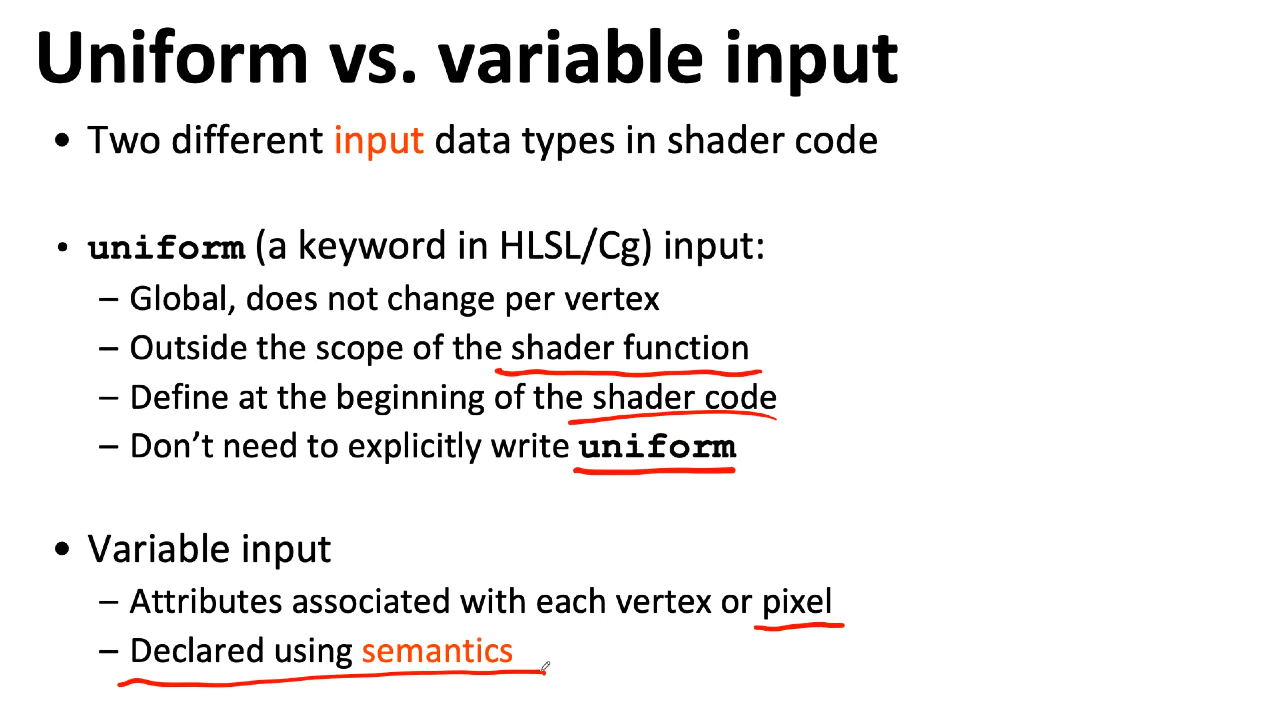 Uniform vs. variable input
• Two different input data types in shader code
• uniform (a keyword in HLSL/Cg) input:
– Global, does not change per vertex
– Outside the scope of the shader function
– Define at the beginning of the shader code
– Don’t need to explicitly write uniform
• Variable input
– Attributes associated with each vertex or pixel
– Declared using semantics